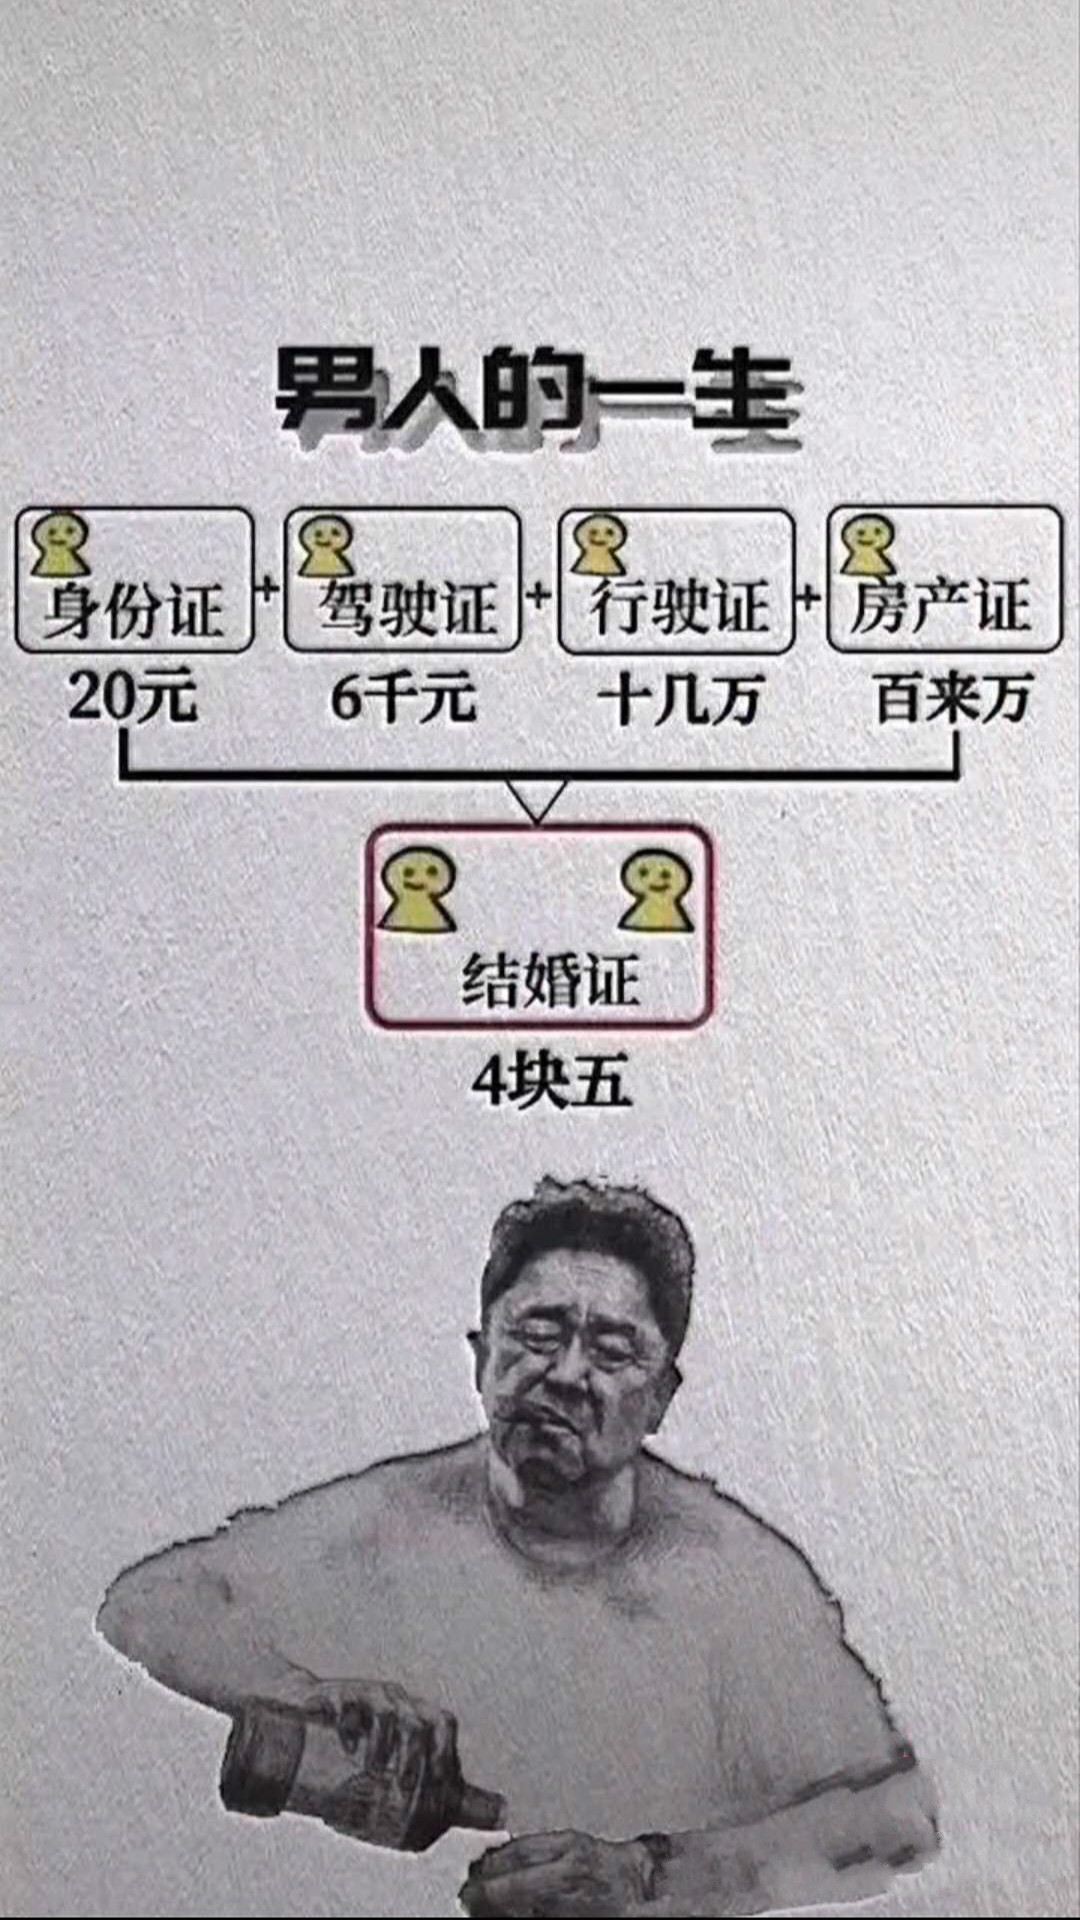 男人的一生
身份证 + 驾驶证 + 行驶证 + 房产证
20元 6千元 十几万 百来万
结婚证
4块五